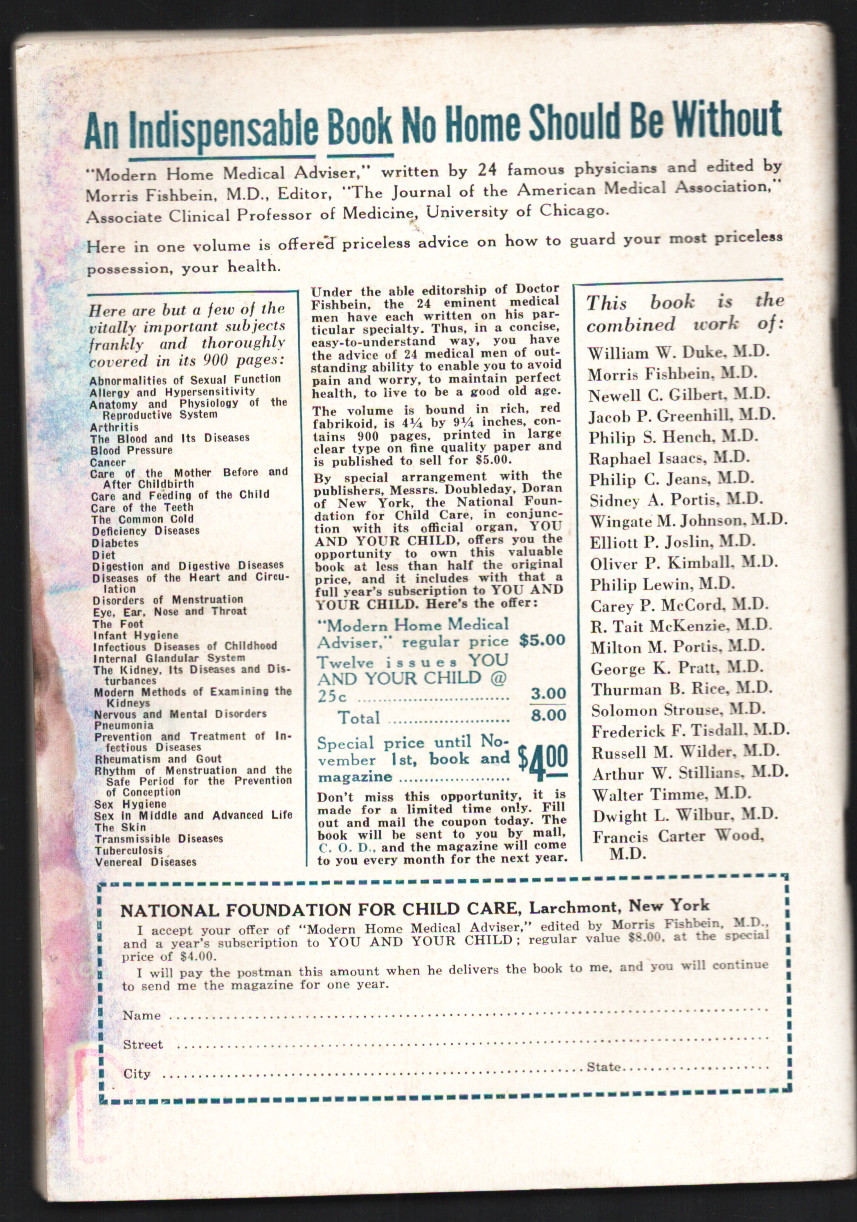 An Indispensable Book No Home Should Be Without
"Modern Home Medical Adviser," written by 24 famous physicians and edited by
Morris Fishbein, M.D., Editor, "The Journal of the American Medical Association,"
Associate Clinical Professor of Medicine, University of Chicago.
Here in one volume is offered priceless advice on how to guard your most priceless
possession, your health.
Here are but a few of the
vitally important subjects
frankly and thoroughly
covered in its 900 pages:
Abnormalities of Sexual Function
Allergy and Hypersensitivity
Anatomy and Physiology of the
Reproductive System
Arthritis
The Blood and Its Diseases
Blood Pressure
Cancer
Care of the Mother Before and
After Childbirth
Care and Feeding of the Child
Care of the Teeth
The Common Cold
Deficiency Diseases
Diabetes
Diet
Digestion and Digestive Diseases
Diseases of the Heart and Circu-
lation
Disorders of Menstruation
Eye, Ear, Nose and Throat
The Foot
Infant Hygiene
Infectious Diseases of Childhood
Internal Glandular System
The Kidney, Its Diseases and Dis-
turbances
Modern Methods of Examining the
Kidneys
Nervous and Mental Disorders
Pneumonia
Prevention and Treatment of In-
fectious Diseases
Rheumatism and Gout
Rhythm of Menstruation and the
Safe Period for the Prevention
of Conception
Sex Hygiene
Sex in Middle and Advanced Life
The Skin
Transmissible Diseases
Tuberculosis
Venereal Diseases
Under the able editorship of Doctor
Fishbein, the 24 eminent medical
men have each written on his par-
ticular specialty. Thus, in a concise,
easy-to-understand way, you have
the advice of 24 medical men of out-
standing ability to enable you to avoid
pain and worry, to maintain perfect
health, to live to be a good old age.
The volume is bound in rich, red
fabrikoid, is 4¼ by 9¼ inches, con-
tains 900 pages, printed in large
clear type on fine quality paper and
is published to sell for $5.00.
By special arrangement with the
publishers, Messrs. Doubleday, Doran
of New York, the National Foun-
dation for Child Care, in conjunc-
tion with its official organ, YOU
AND YOUR CHILD, offers you the
opportunity to own this valuable
book at less than half the original
price, and it includes with that a
full year's subscription to YOU AND
YOUR CHILD. Here's the offer:
"Modern Home Medical
Adviser," regular price $5.00
Twelve issues YOU
AND YOUR CHILD @
25c ............................ 3.00
Total ........................ 8.00
Special price until No-
vember 1st, book and
magazine ...................... $4.00
Don't miss this opportunity, it is
made for a limited time only. Fill
out and mail the coupon today. The
book will be sent to you by mail,
C. O. D., and the magazine will come
to you every month for the next year.
This book is the
combined work of:
William W. Duke, M.D.
Morris Fishbein, M.D.
Newell C. Gilbert, M.D.
Jacob P. Greenhill, M.D.
Philip S. Hench, M.D.
Raphael Isaacs, M.D.
Philip C. Jeans, M.D.
Sidney A. Portis, M.D.
Wingate M. Johnson, M.D.
Elliott P. Joslin, M.D.
Oliver P. Kimball, M.D.
Philip Lewin, M.D.
Carey P. McCord, M.D.
R. Tait McKenzie, M.D.
Milton M. Portis, M.D.
George K. Pratt, M.D.
Thurman B. Rice, M.D.
Solomon Strouse, M.D.
Frederick F. Tisdall, M.D.
Russell M. Wilder, M.D.
Arthur W. Stillians, M.D.
Walter Timme, M.D.
Dwight L. Wilbur, M.D.
Francis Carter Wood,
M.D.
NATIONAL FOUNDATION FOR CHILD CARE, Larchmont, New York
I accept your offer of "Modern Home Medical Adviser," edited by Morris Fishbein, M.D.,
and a year's subscription to YOU AND YOUR CHILD; regular value $8.00, at the special
price of $4.00.
I will pay the postman this amount when he delivers the book to me, and you will continue
to send me the magazine for one year.
Name ........................................................................
Street ........................................................................
City ............................................................ State.....................